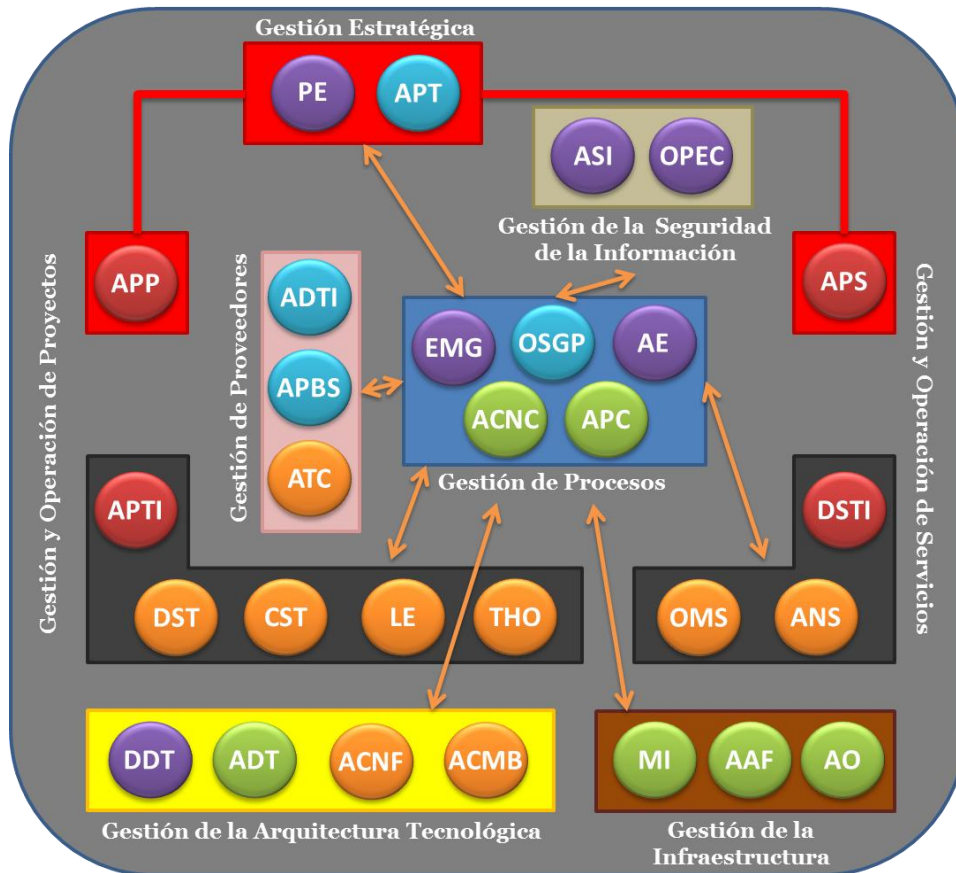 Gestión Estratégica
PE
APT
ASI
OPEC
Gestión de la Seguridad
de la Información
APP
APS
Gestión y Operación de Proyectos
Gestión de Proveedores
ADTI
APBS
ATC
EMG
OSGP
AE
ACNC
APC
Gestión de Procesos
Gestión y Operación de Servicios
APTI
DST
CST
LE
THO
DSTI
OMS
ANS
DDT
ADT
ACNF
ACMB
Gestión de la Arquitectura Tecnológica
MI
AAF
AO
Gestión de la
Infraestructura